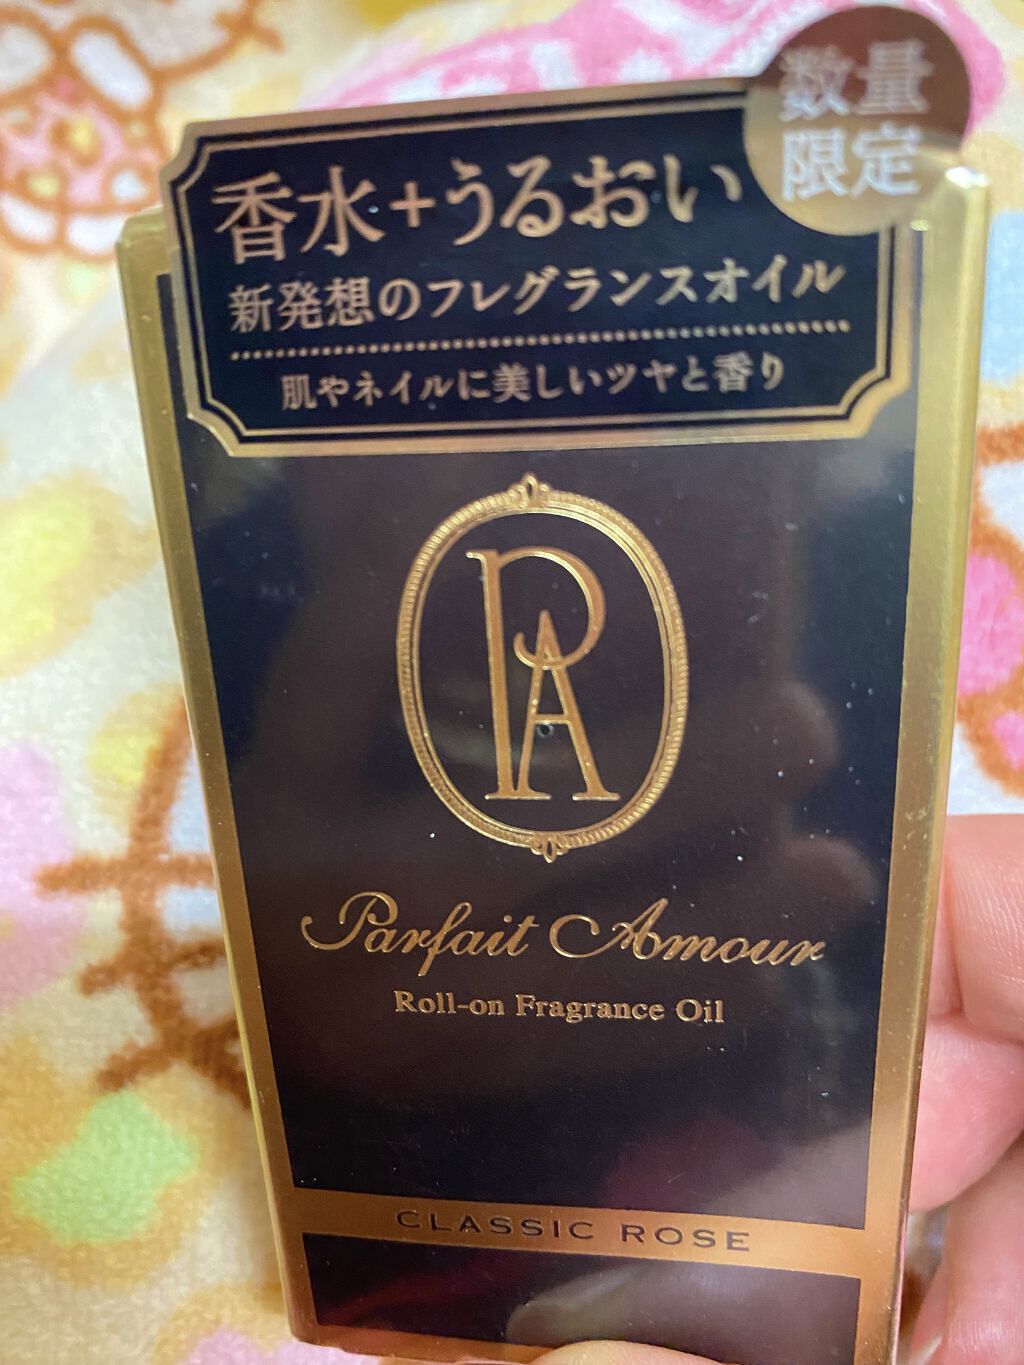 数量
限定
香水+うるおい
新発想のフレグランスオイル
肌やネイルに美しいツヤと香り
PA
Parfait Amour
Roll-on Fragrance Oil
CLASSIC ROSE